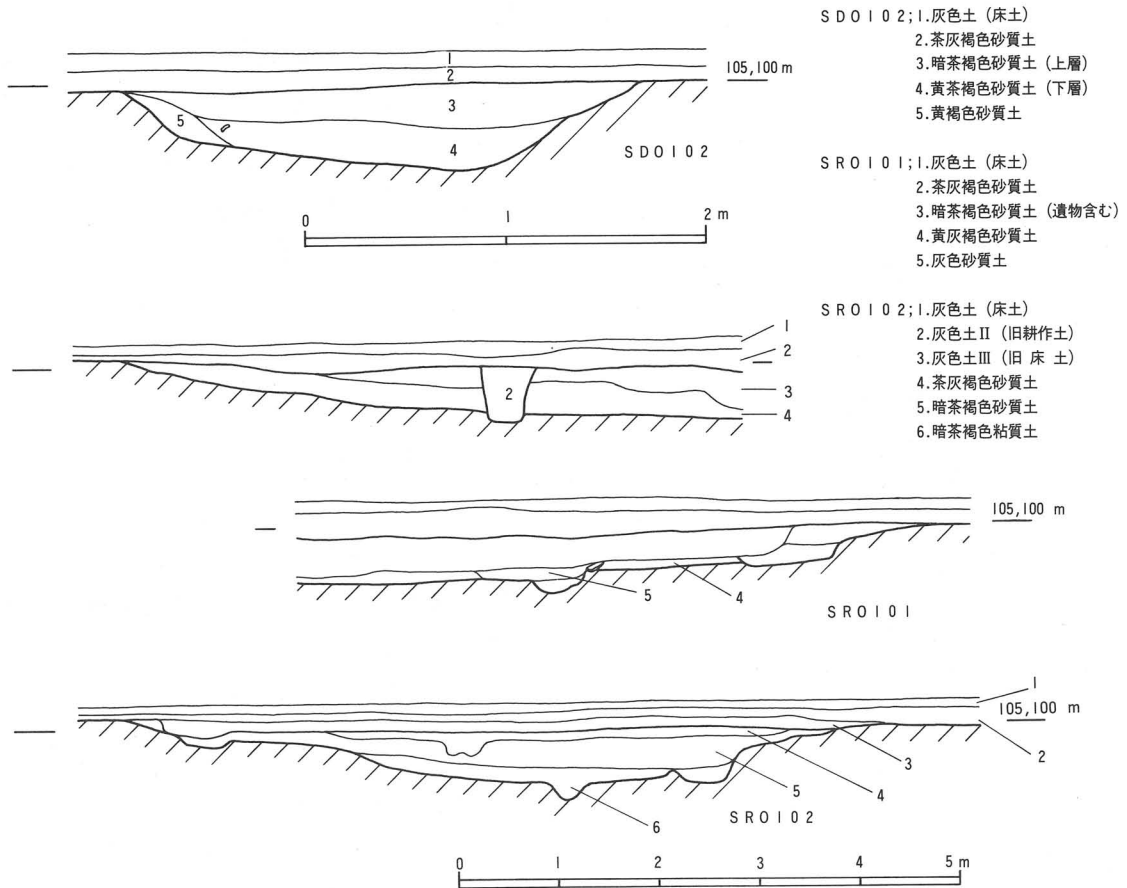 SD0102;1.灰色土（床土）
2.茶灰褐色砂質土
3.暗茶褐色砂質土（上層）
4.黄茶褐色砂質土（下層）
5.黄褐色砂質土
SR0101;1.灰色土（床土）
2.茶灰褐色砂質土
3.暗茶褐色砂質土（遺物含む）
4.黄灰褐色砂質土
5.灰色砂質土
SR0102;1.灰色土（床土）
2.灰色土II（旧耕作土）
3.灰色土III（旧床土）
4.茶灰褐色砂質土
5.暗茶褐色砂質土
6.暗茶褐色粘質土
1
2
105,100 m
3
5
4
SD0102
0 1 2 m
1
2
2
3
4
105,100 m
5 4
SR0101
1
105,100 m
2
3
4
5
6
SR0102
0 1 2 3 4 5 m